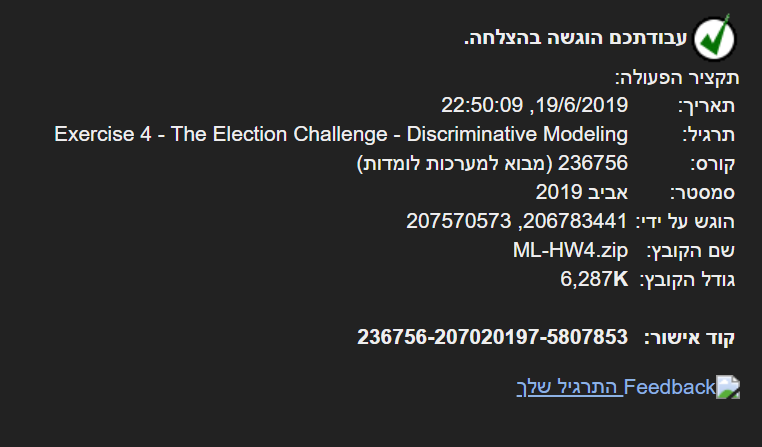 עבודתכם הוגשה בהצלחה.
תקציר הפעולה:
תאריך: 19/6/2019, 22:50:09
תרגיל: Exercise 4 - The Election Challenge - Discriminative Modeling
קורס: 236756 (מבוא למערכות לומדות)
סמסטר: אביב 2019
הוגש על ידי: 206783441, 207570573
שם הקובץ: ML-HW4.zip
גודל הקובץ: 6,287K
קוד אישור: 236756-207020197-5807853
Feedback התרגיל שלך